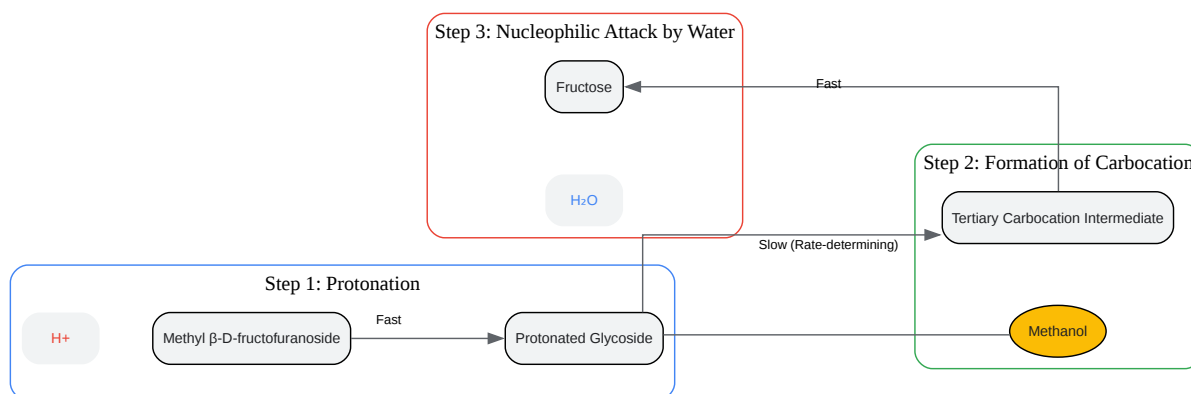 Step 3: Nucleophilic Attack by Water
Fructose
Fast
H₂O
Step 2: Formation of Carbocation
Tertiary Carbocation Intermediate
Slow (Rate-determining)
Methanol
Step 1: Protonation
H+
Methyl β-D-fructofuranoside
Fast
Protonated Glycoside